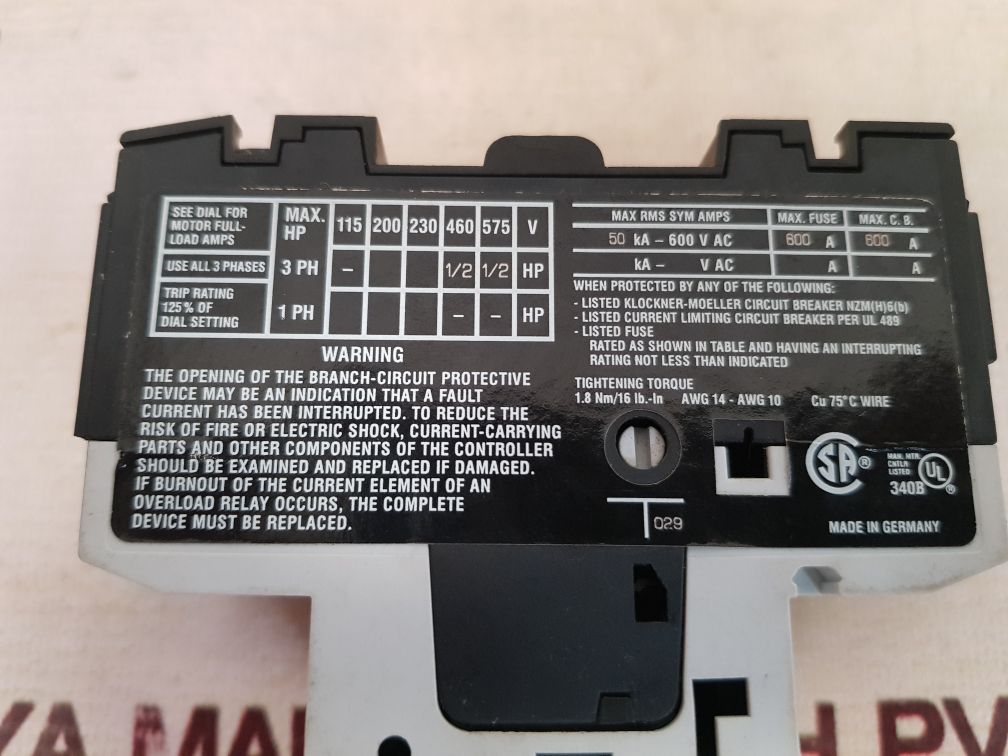 SEE DIAL FOR MOTOR FULL-LOAD AMPS MAX. HP 115 200 230 460 575 V
USE ALL 3 PHASES 3 PH – 1/2 1/2 HP
TRIP RATING 125% OF DIAL SETTING 1 PH – – HP
WARNING
THE OPENING OF THE BRANCH-CIRCUIT PROTECTIVE
DEVICE MAY BE AN INDICATION THAT A FAULT
CURRENT HAS BEEN INTERRUPTED. TO REDUCE THE
RISK OF FIRE OR ELECTRIC SHOCK, CURRENT-CARRYING
PARTS AND OTHER COMPONENTS OF THE CONTROLLER
SHOULD BE EXAMINED AND REPLACED IF DAMAGED.
IF BURNOUT OF THE CURRENT ELEMENT OF AN
OVERLOAD RELAY OCCURS, THE COMPLETE
DEVICE MUST BE REPLACED.
MAX RMS SYM AMPS MAX. FUSE MAX. C. B.
50 kA – 600 V AC 600 A 600 A
kA – V AC A A
WHEN PROTECTED BY ANY OF THE FOLLOWING:
- LISTED KLOCKNER-MOELLER CIRCUIT BREAKER NZM(H)6(b)
- LISTED CURRENT LIMITING CIRCUIT BREAKER PER UL 489
- LISTED FUSE
RATED AS SHOWN IN TABLE AND HAVING AN INTERRUPTING
RATING NOT LESS THAN INDICATED
TIGHTENING TORQUE
1.8 Nm/16 lb.-In AWG 14 - AWG 10 Cu 75°C WIRE
SA ®
MAN. MTR.
CNTLR
LISTED
340B
UL ®
029
MADE IN GERMANY